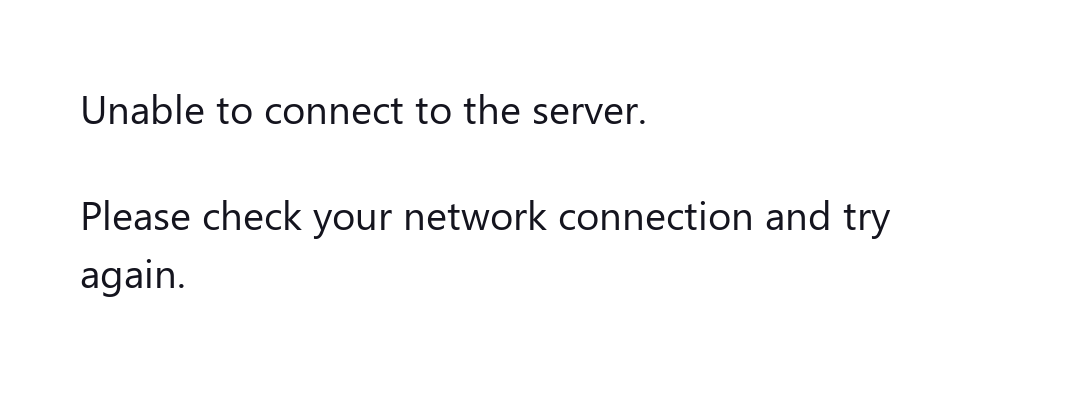 Unable to connect to the server.
Please check your network connection and try
again.